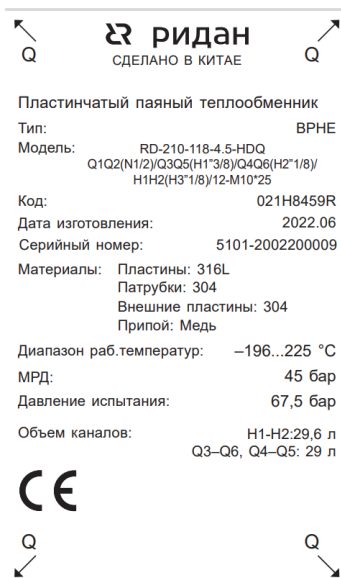 Q ридан Q
СДЕЛАНО В КИТАЕ
Пластинчатый паяный теплообменник
Тип: BPHE
Модель: RD-210-118-4.5-HDQ
Q1Q2(N1/2)/Q3Q5(H1"3/8)/Q4Q6(H2"1/8)/
H1H2(H3"1/8)/12-M10*25
Код: 021H8459R
Дата изготовления: 2022.06
Серийный номер: 5101-2002200009
Материалы: Пластины: 316L
Патрубки: 304
Внешние пластины: 304
Припой: Медь
Диапазон раб.температур: –196...225 °C
МРД: 45 бар
Давление испытания: 67,5 бар
Объем каналов: H1-H2:29,6 л
Q3–Q6, Q4–Q5: 29 л
CE
Q Q